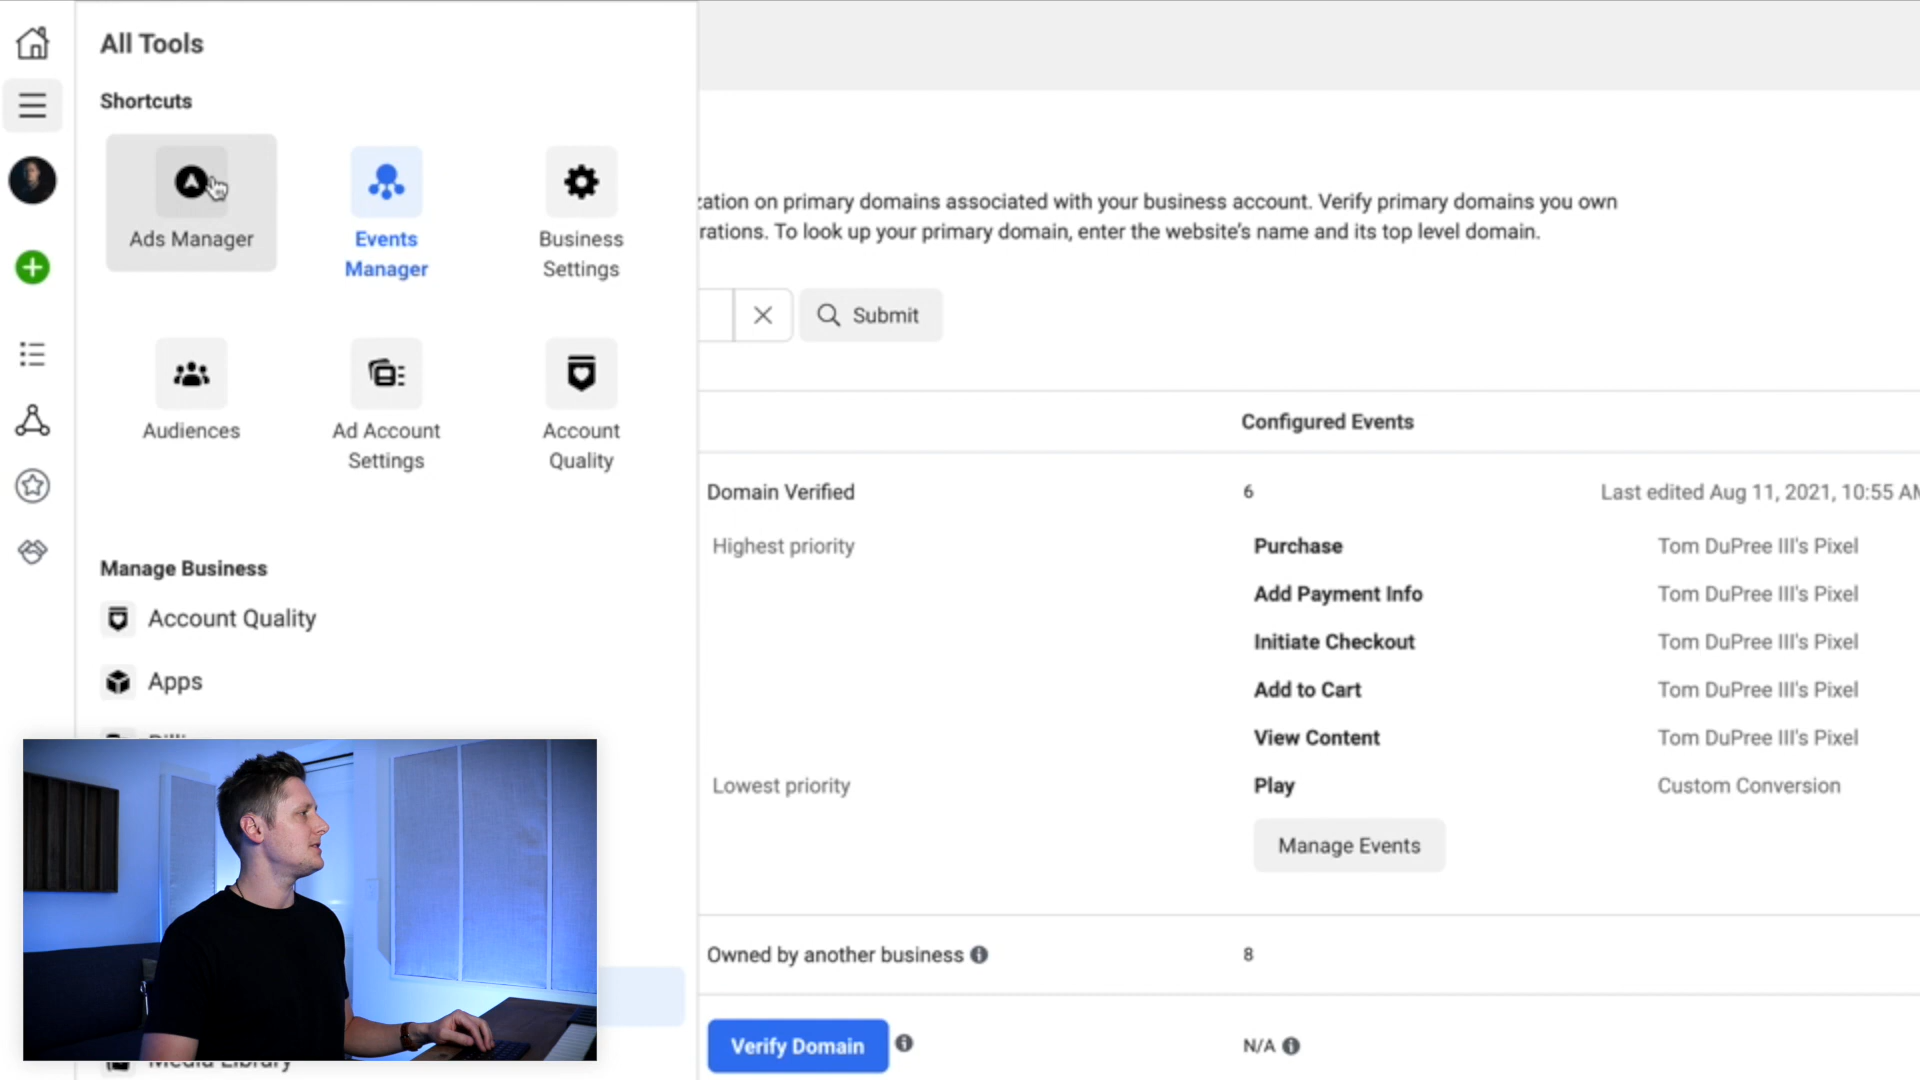 All Tools
Shortcuts
Ads Manager
Events
Manager
Business
Settings
Audiences
Ad Account
Settings
Account
Quality
Manage Business
Account Quality
Apps
Media Library
ation on primary domains associated with your business account. Verify primary domains you own
rations. To look up your primary domain, enter the website's name and its top level domain.
Submit
Configured Events
Domain Verified
6
Last edited Aug 11, 2021, 10:55 AM
Highest priority
Purchase
Tom DuPree III's Pixel
Add Payment Info
Tom DuPree III's Pixel
Initiate Checkout
Tom DuPree III's Pixel
Add to Cart
Tom DuPree III's Pixel
View Content
Tom DuPree III's Pixel
Lowest priority
Play
Custom Conversion
Manage Events
Owned by another business
8
Verify Domain
N/A